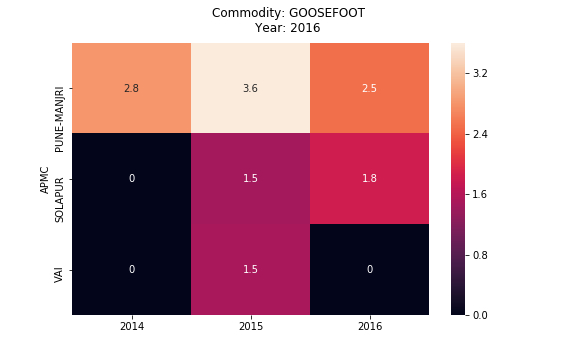 Commodity: GOOSEFOOT
Year: 2016
APMC
PUNE-MANJRI
2.8 3.6 2.5
SOLAPUR
0 1.5 1.8
VAI
0 1.5 0
2014 2015 2016
3.2
2.4
1.6
0.8
0.0